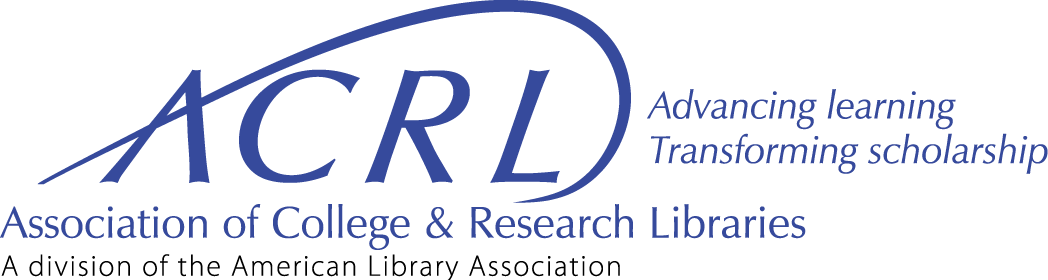 ACRL
Advancing learning
Transforming scholarship
Association of College & Research Libraries
A division of the American Library Association